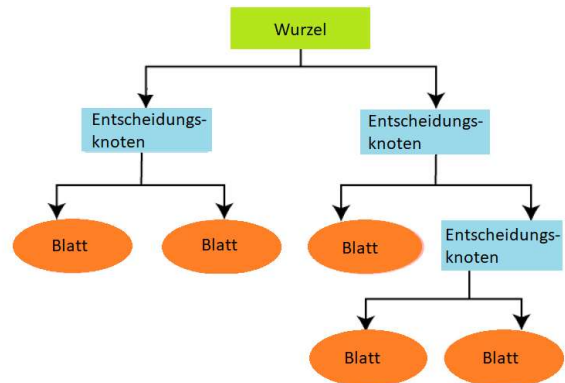 Wurzel
Entscheidungs-
knoten
Entscheidungs-
knoten
Blatt
Blatt
Blatt
Entscheidungs-
knoten
Blatt
Blatt